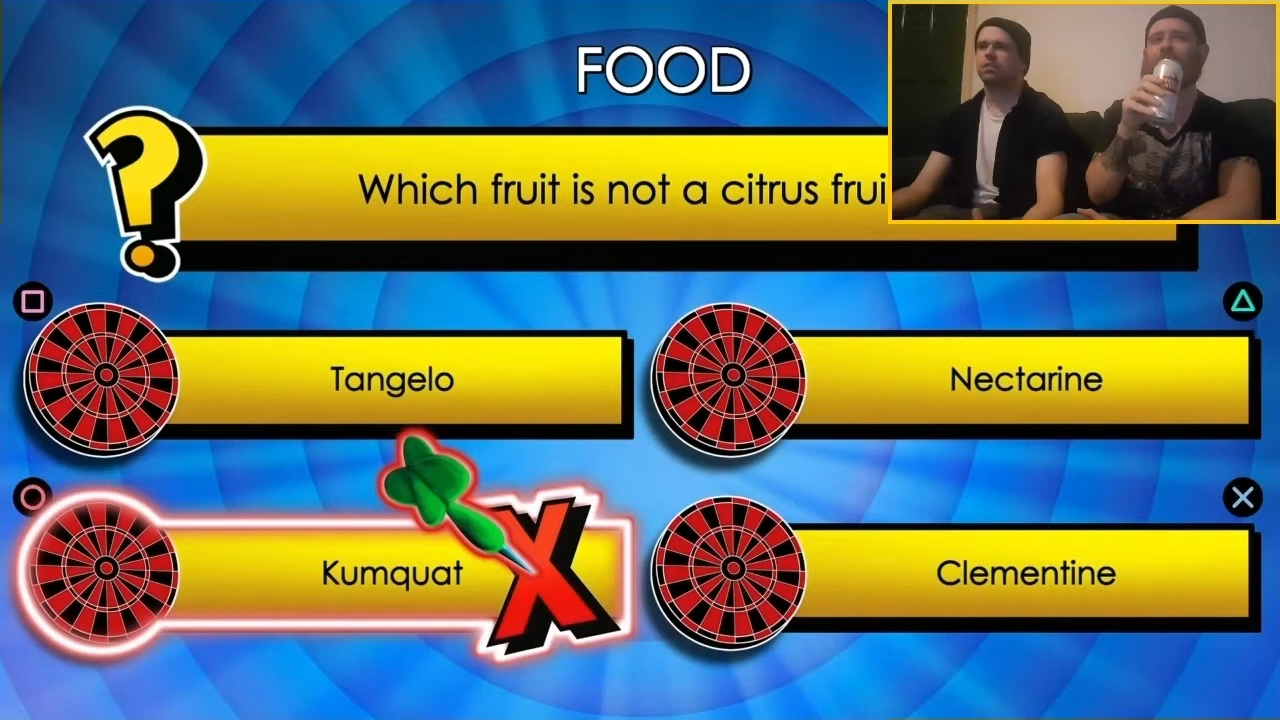 FOOD
Which fruit is not a citrus frui
Tangelo
Nectarine
Kumquat
Clementine